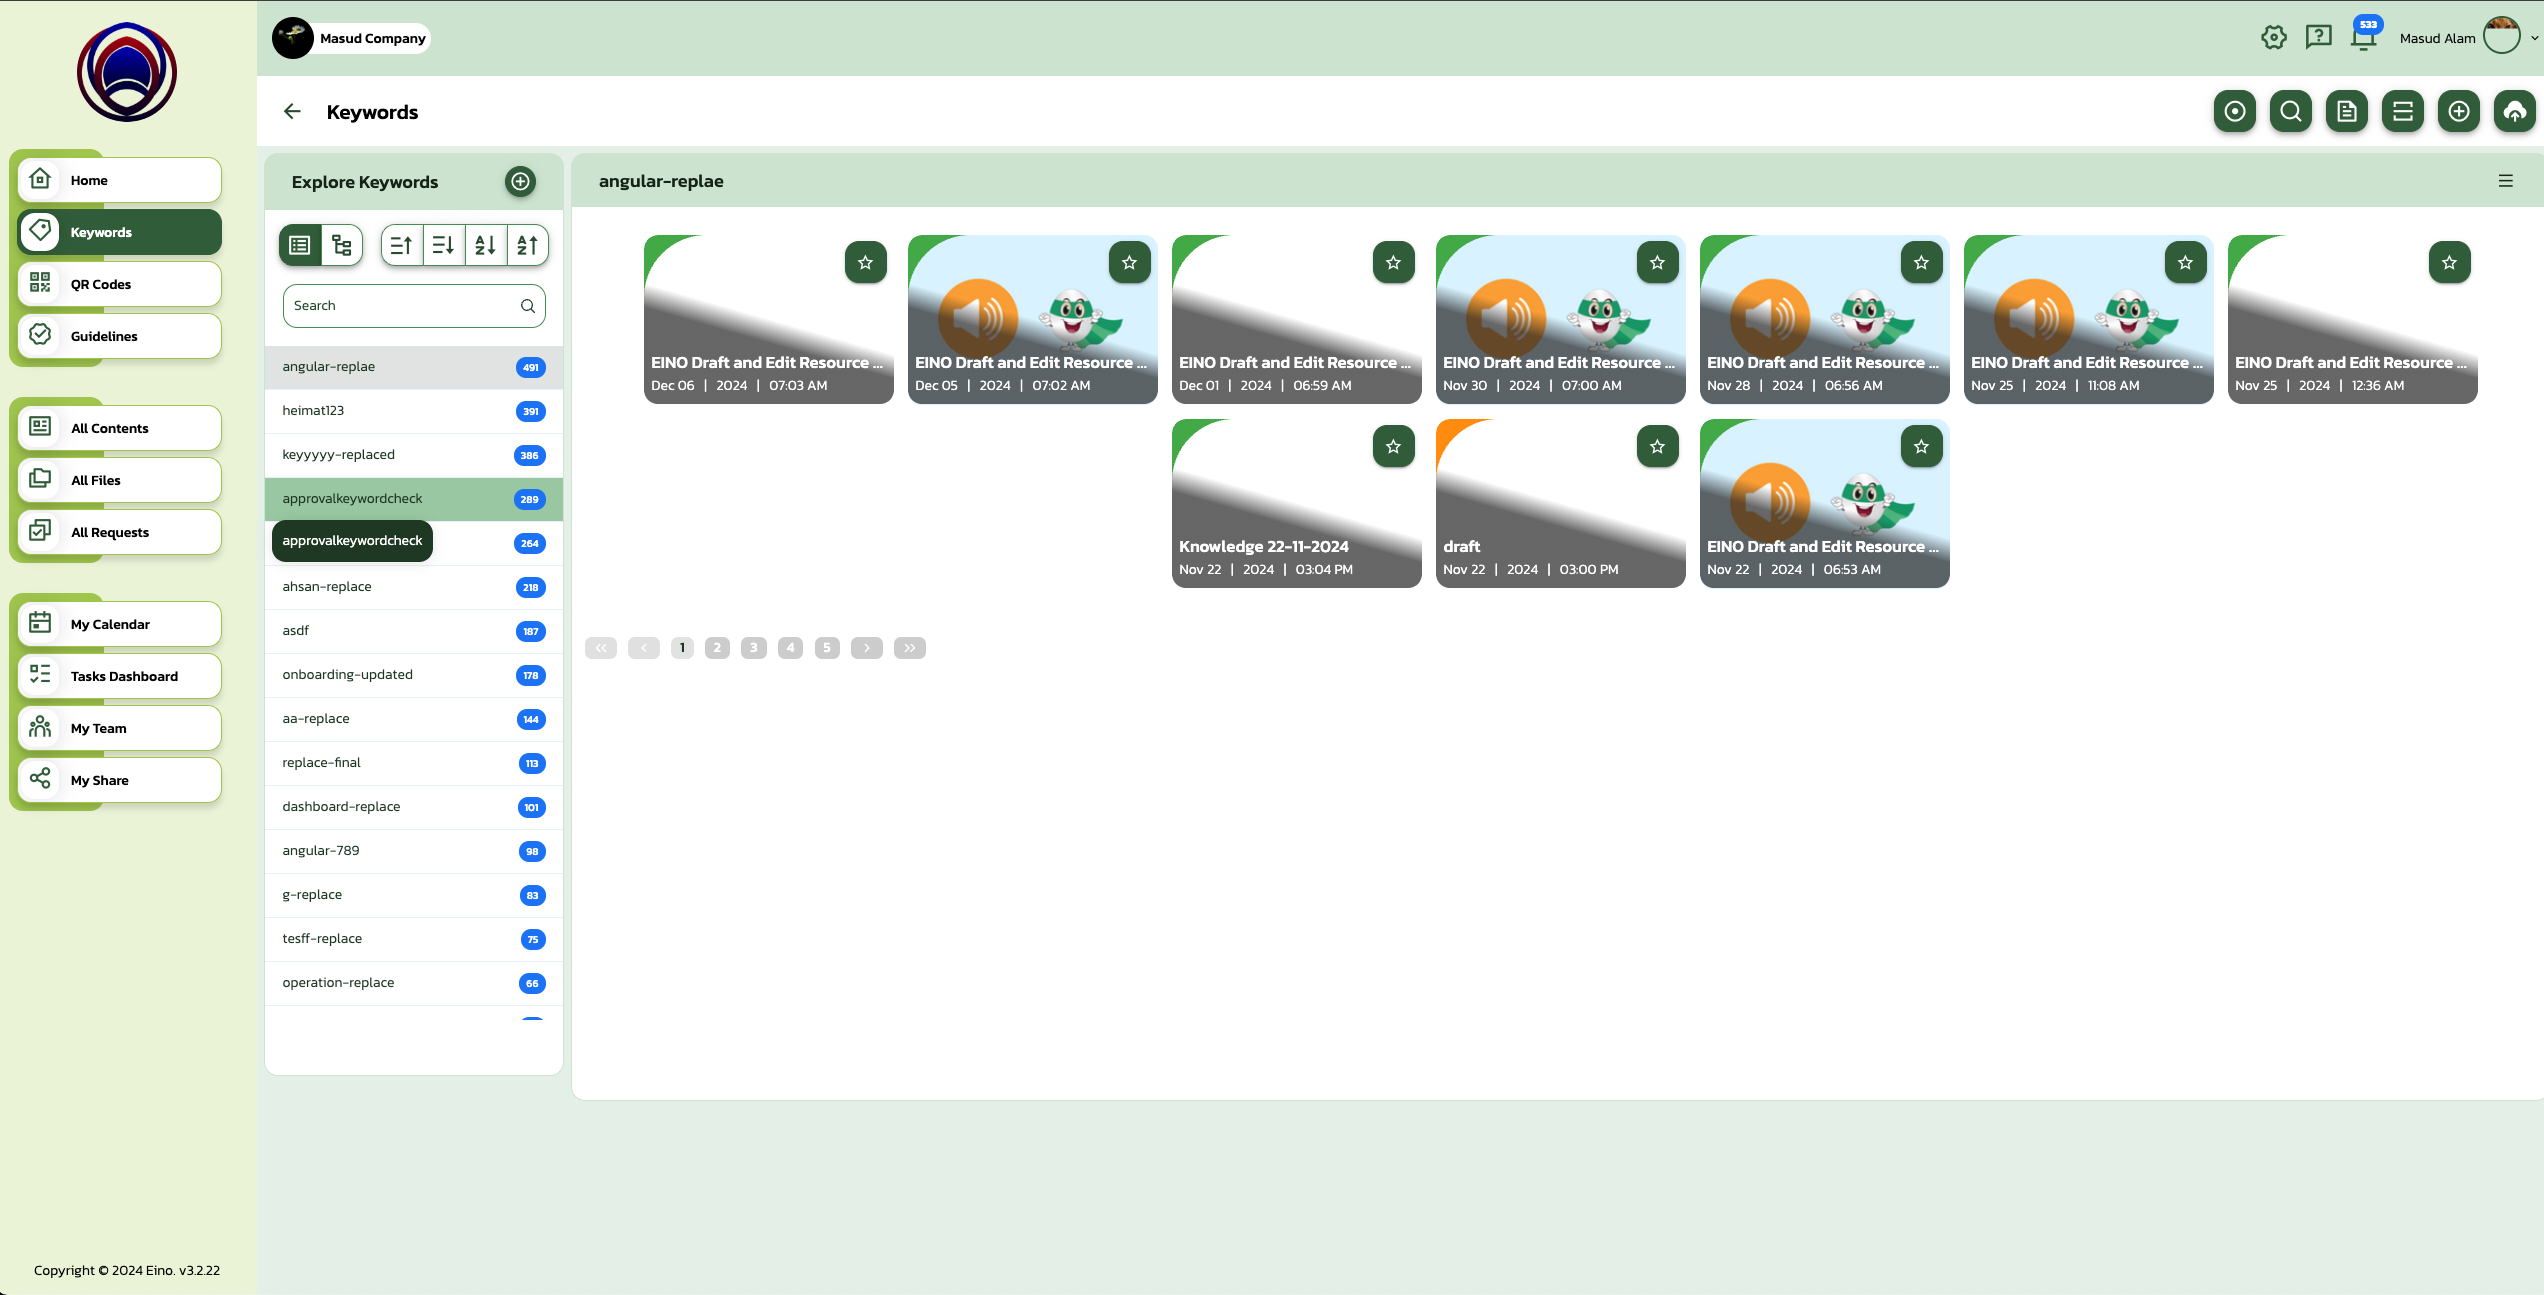 Masud Company
533
Masud Alam
Keywords
Home
Keywords
QR Codes
Guidelines
All Contents
All Files
All Requests
My Calendar
Tasks Dashboard
My Team
My Share
Copyright © 2024 Eino. v3.2.22
Explore Keywords
Search
angular-replae 491
heimat123 391
keyyyyy-replaced 386
approvalkeywordcheck 289
approvalkeywordcheck 264
ahsan-replace 218
asdf 187
onboarding-updated 178
aa-replace 144
replace-final 113
dashboard-replace 101
angular-789 98
g-replace 83
tesff-replace 75
operation-replace 66
angular-replae
EINO Draft and Edit Resource ...
Dec 06 | 2024 | 07:03 AM
EINO Draft and Edit Resource ...
Dec 05 | 2024 | 07:02 AM
EINO Draft and Edit Resource ...
Dec 01 | 2024 | 06:59 AM
EINO Draft and Edit Resource ...
Nov 30 | 2024 | 07:00 AM
EINO Draft and Edit Resource ...
Nov 28 | 2024 | 06:56 AM
EINO Draft and Edit Resource ...
Nov 25 | 2024 | 11:08 AM
EINO Draft and Edit Resource ...
Nov 25 | 2024 | 12:36 AM
Knowledge 22-11-2024
Nov 22 | 2024 | 03:04 PM
draft
Nov 22 | 2024 | 03:00 PM
EINO Draft and Edit Resource ...
Nov 22 | 2024 | 06:53 AM
« < 1 2 3 4 5 > »